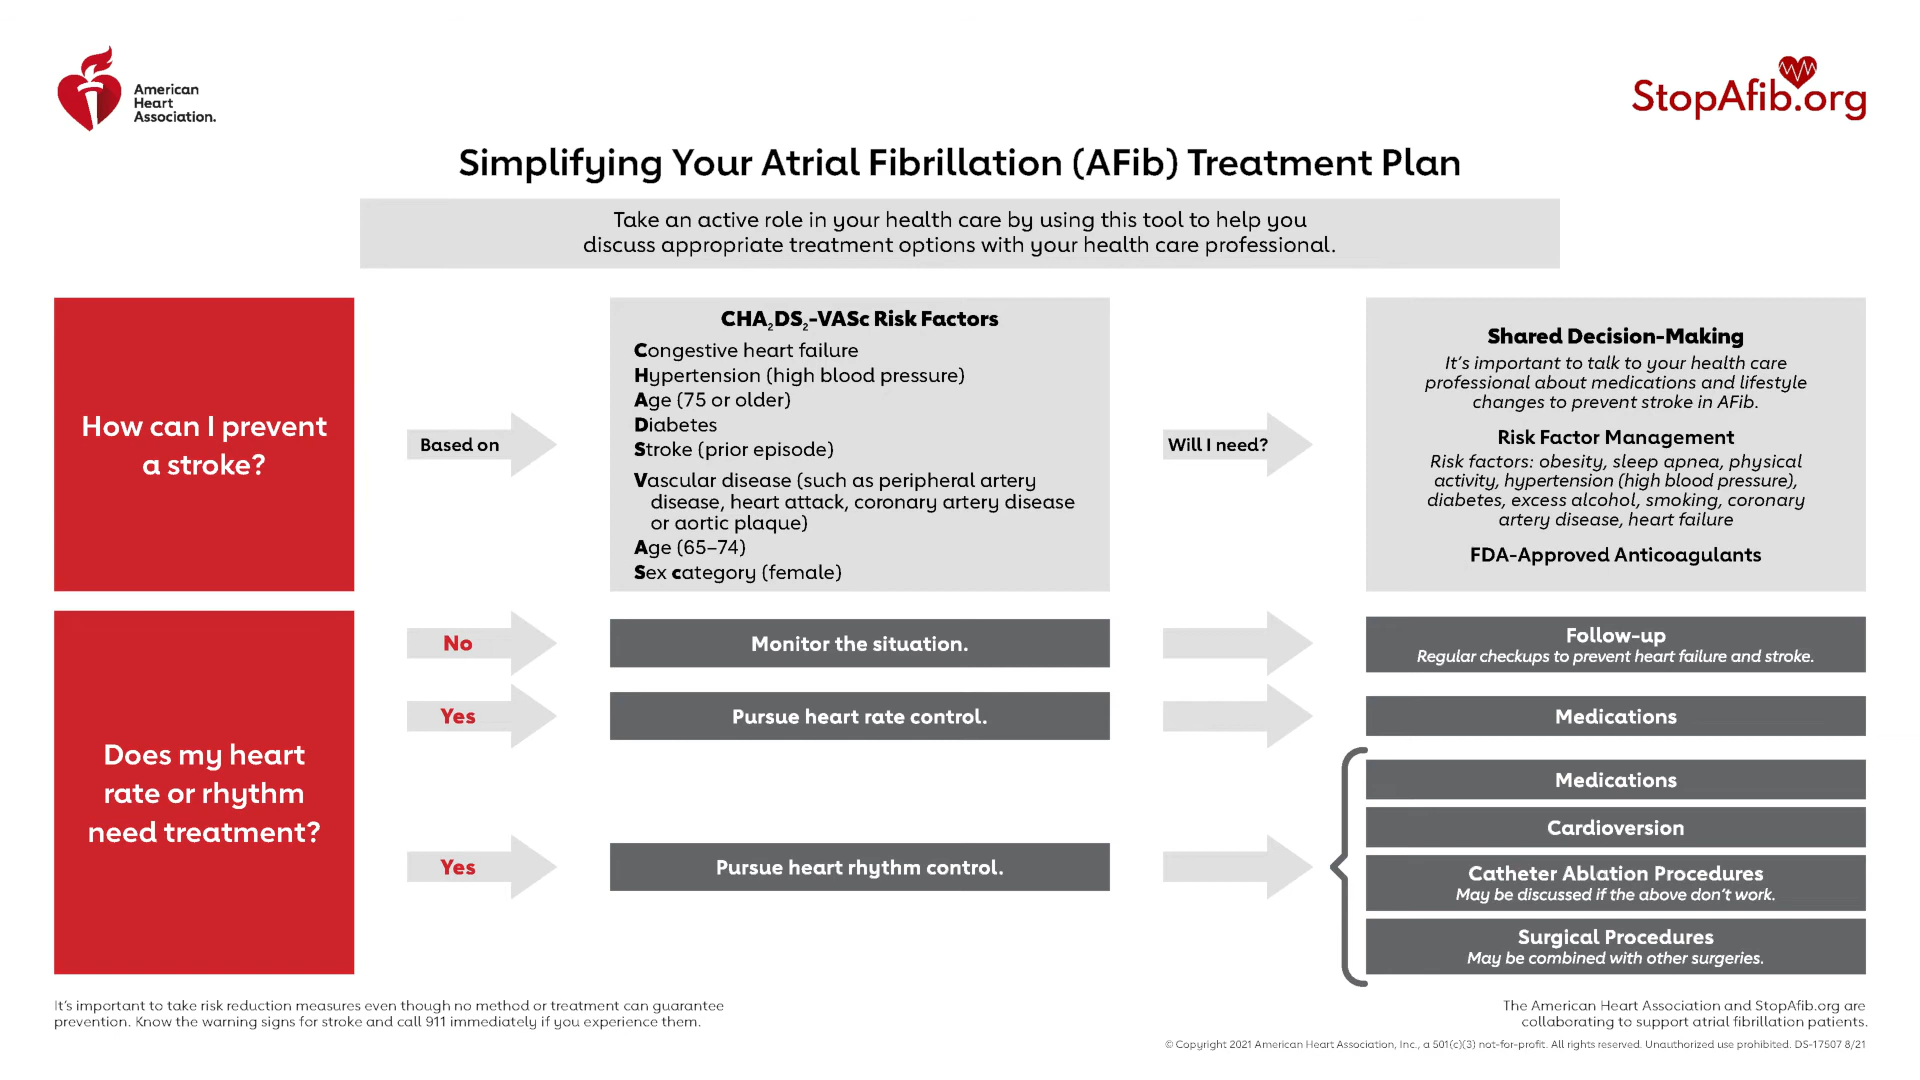 American
Heart
Association.
StopAfib.org
Simplifying Your Atrial Fibrillation (AFib) Treatment Plan
Take an active role in your health care by using this tool to help you
discuss appropriate treatment options with your health care professional.
How can I prevent
a stroke?
Based on
CHA₂DS₂-VASc Risk Factors
Congestive heart failure
Hypertension (high blood pressure)
Age (75 or older)
Diabetes
Stroke (prior episode)
Vascular disease (such as peripheral artery
disease, heart attack, coronary artery disease
or aortic plaque)
Age (65–74)
Sex category (female)
Will I need?
Shared Decision-Making
It’s important to talk to your health care
professional about medications and lifestyle
changes to prevent stroke in AFib.
Risk Factor Management
Risk factors: obesity, sleep apnea, physical
activity, hypertension (high blood pressure),
diabetes, excess alcohol, smoking, coronary
artery disease, heart failure
FDA-Approved Anticoagulants
Does my heart
rate or rhythm
need treatment?
No
Monitor the situation.
Follow-up
Regular checkups to prevent heart failure and stroke.
Yes
Pursue heart rate control.
Medications
Yes
Pursue heart rhythm control.
Medications
Cardioversion
Catheter Ablation Procedures
May be discussed if the above don’t work.
Surgical Procedures
May be combined with other surgeries.
It’s important to take risk reduction measures even though no method or treatment can guarantee
prevention. Know the warning signs for stroke and call 911 immediately if you experience them.
The American Heart Association and StopAfib.org are
collaborating to support atrial fibrillation patients.
© Copyright 2021 American Heart Association, Inc., a 501(c)(3) not-for-profit. All rights reserved. Unauthorized use prohibited. DS-17507 8/21